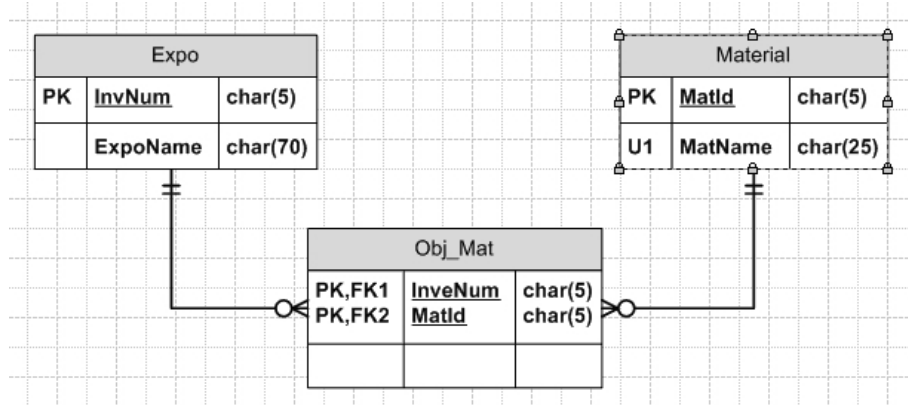 Expo
PK InvNum char(5)
ExpoName char(70)
Material
PK MatId char(5)
U1 MatName char(25)
Obj_Mat
PK,FK1 InveNum char(5)
PK,FK2 MatId char(5)